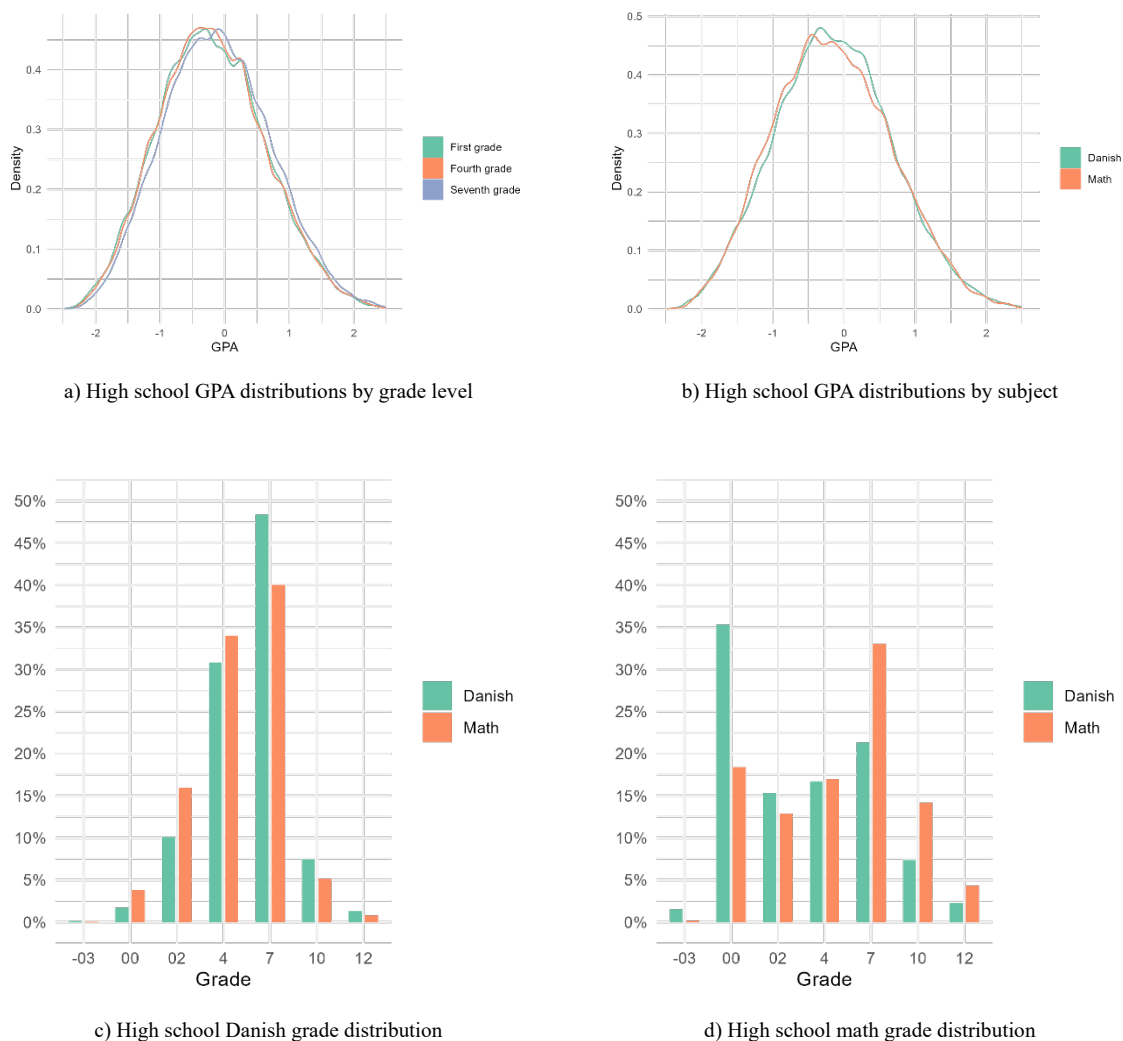 0.4
0.3
0.2
0.1
0.0
Density
-2
-1
0
1
2
GPA
First grade
Fourth grade
Seventh grade
a) High school GPA distributions by grade level
0.5
0.4
0.3
0.2
0.1
0.0
Density
-2
-1
0
1
2
GPA
Danish
Math
b) High school GPA distributions by subject
50%
45%
40%
35%
30%
25%
20%
15%
10%
5%
0%
-03 00 02 4 7 10 12
Grade
Danish
Math
c) High school Danish grade distribution
50%
45%
40%
35%
30%
25%
20%
15%
10%
5%
0%
-03 00 02 4 7 10 12
Grade
Danish
Math
d) High school math grade distribution